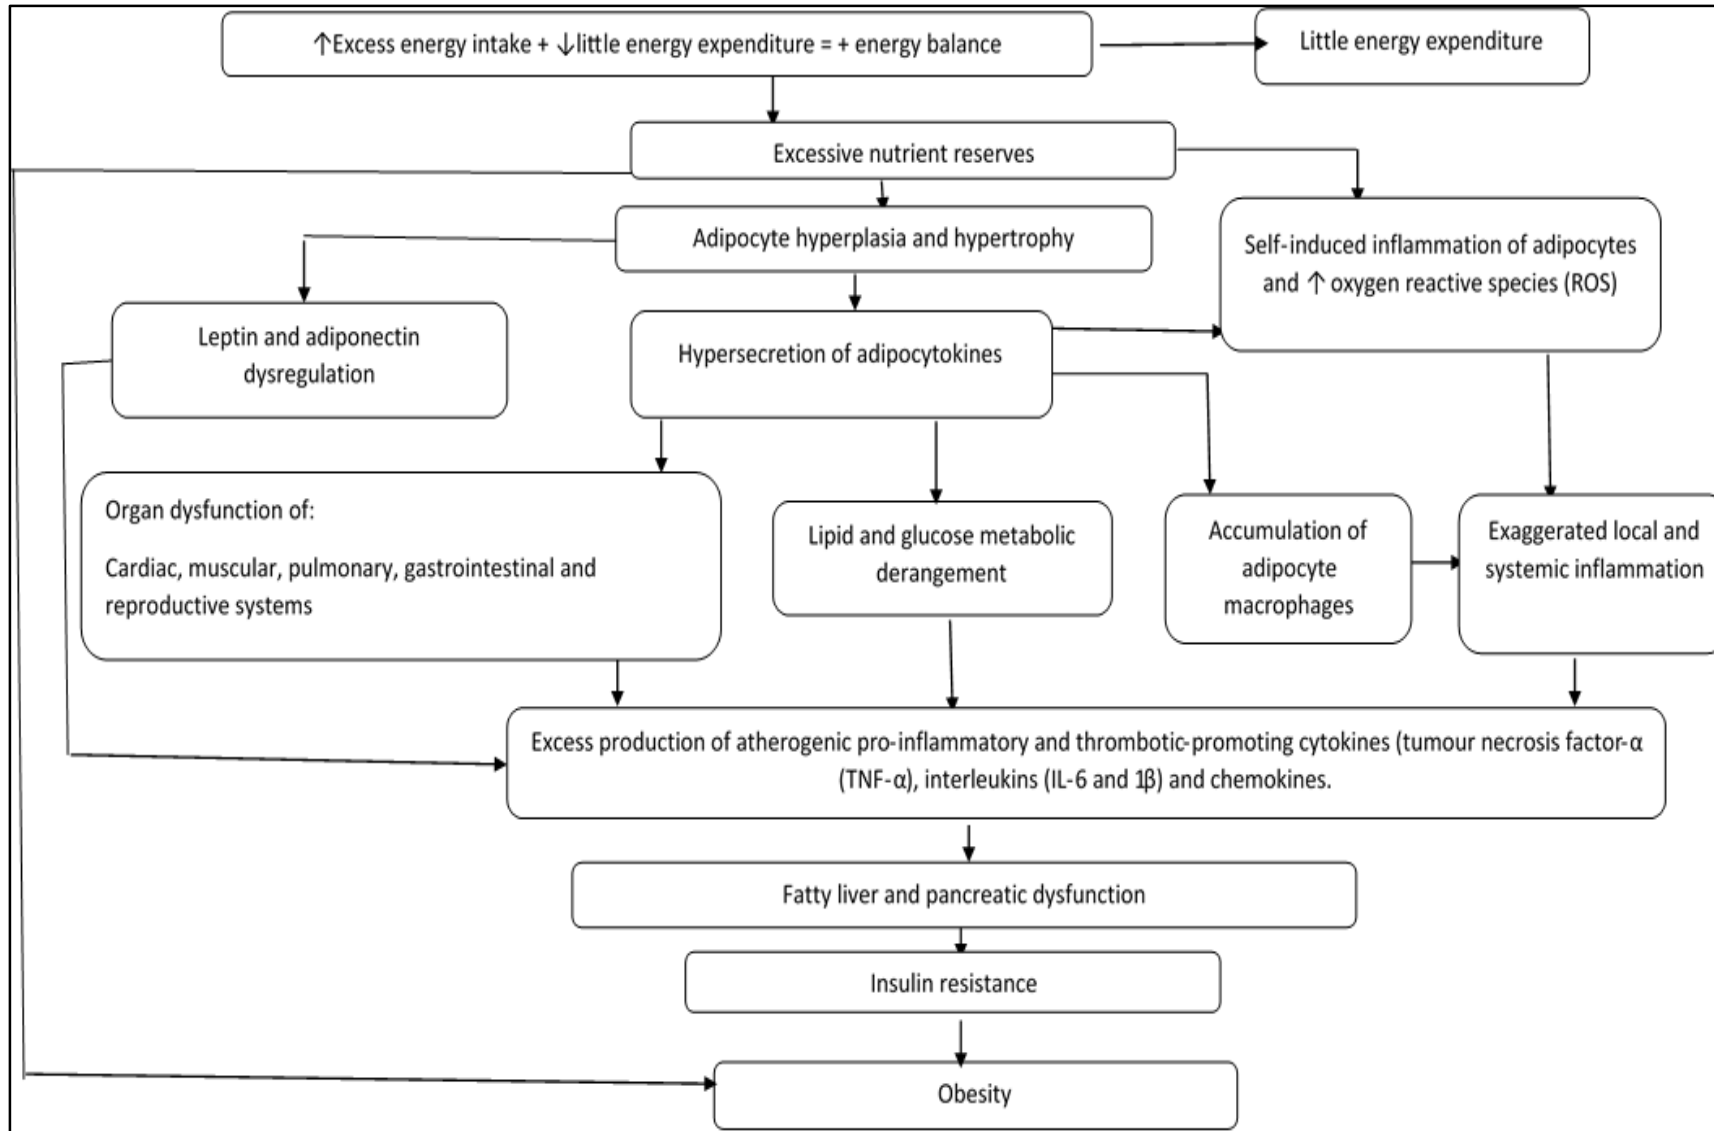 ↑Excess energy intake + ↓little energy expenditure = + energy balance
Little energy expenditure
Excessive nutrient reserves
Adipocyte hyperplasia and hypertrophy
Self-induced inflammation of adipocytes
and ↑ oxygen reactive species (ROS)
Leptin and adiponectin
dysregulation
Hypersecretion of adipocytokines
Organ dysfunction of:
Cardiac, muscular, pulmonary, gastrointestinal and
reproductive systems
Lipid and glucose metabolic
derangement
Accumulation of
adipocyte
macrophages
Exaggerated local and
systemic inflammation
Excess production of atherogenic pro-inflammatory and thrombotic-promoting cytokines (tumour necrosis factor-α
(TNF-α), interleukins (IL-6 and 1β) and chemokines.
Fatty liver and pancreatic dysfunction
Insulin resistance
Obesity